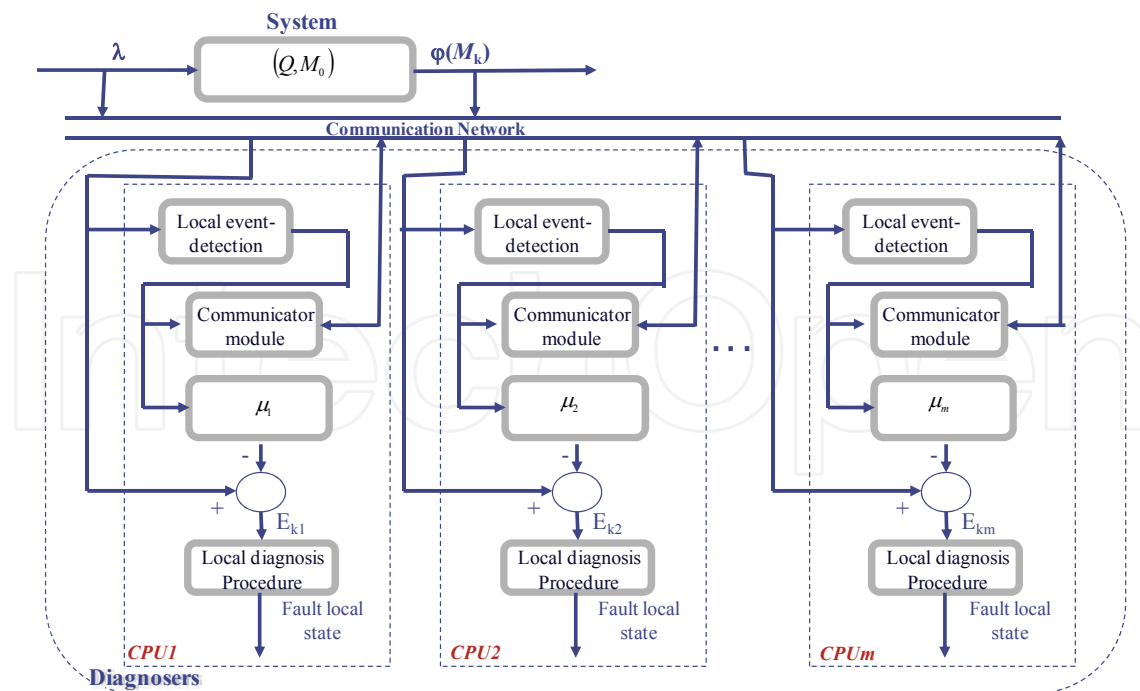 System
λ
(Q, M₀)
φ(Mₖ)
Communication Network
Local event-
detection
Local event-
detection
Local event-
detection
Communicator
module
Communicator
module
...
Communicator
module
μ₁
μ₂
μₘ
-
-
-
+
Eₖ₁
+
Eₖ₂
+
Eₖₘ
Local diagnosis
Procedure
Local diagnosis
Procedure
Local diagnosis
Procedure
Fault local
state
Fault local
state
Fault local
state
CPU1
CPU2
CPUm
Diagnosers
IntechOpen